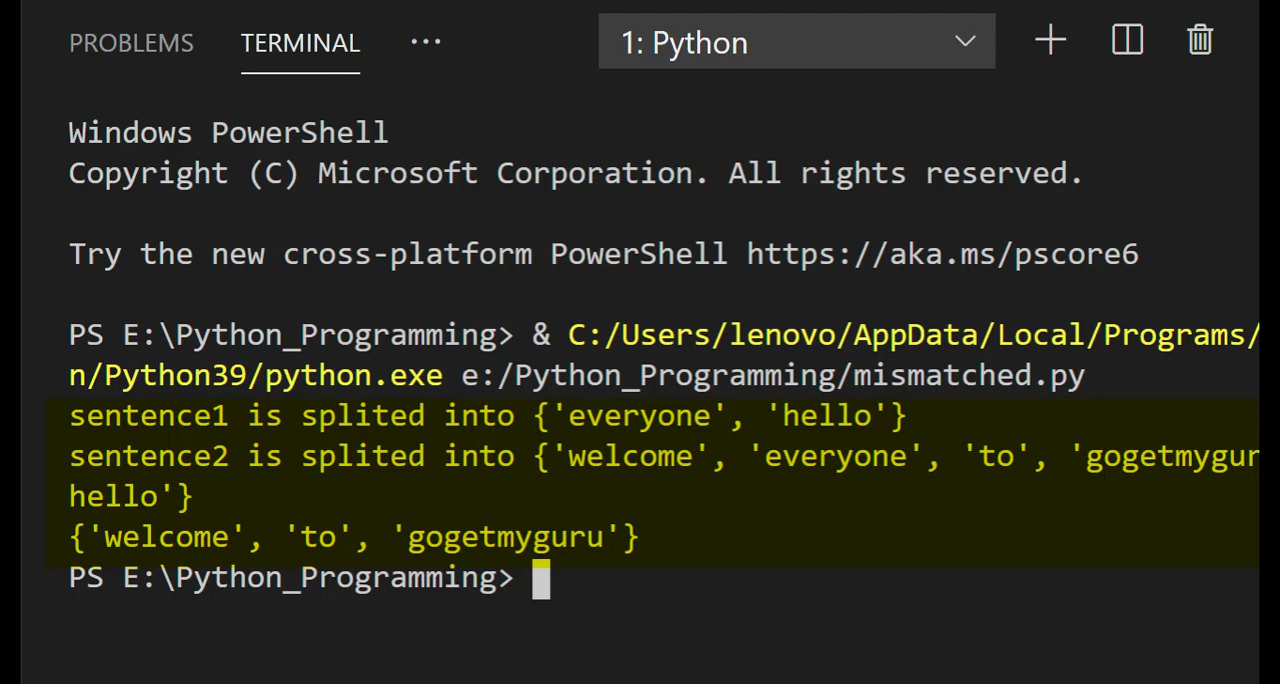 PROBLEMS TERMINAL ··· 1: Python
Windows PowerShell
Copyright (C) Microsoft Corporation. All rights reserved.
Try the new cross-platform PowerShell https://aka.ms/pscore6
PS E:\Python_Programming> & C:/Users/lenovo/AppData/Local/Programs/
n/Python39/python.exe e:/Python_Programming/mismatched.py
sentence1 is splited into {'everyone', 'hello'}
sentence2 is splited into {'welcome', 'everyone', 'to', 'gogetmygur
hello'}
{'welcome', 'to', 'gogetmyguru'}
PS E:\Python_Programming>